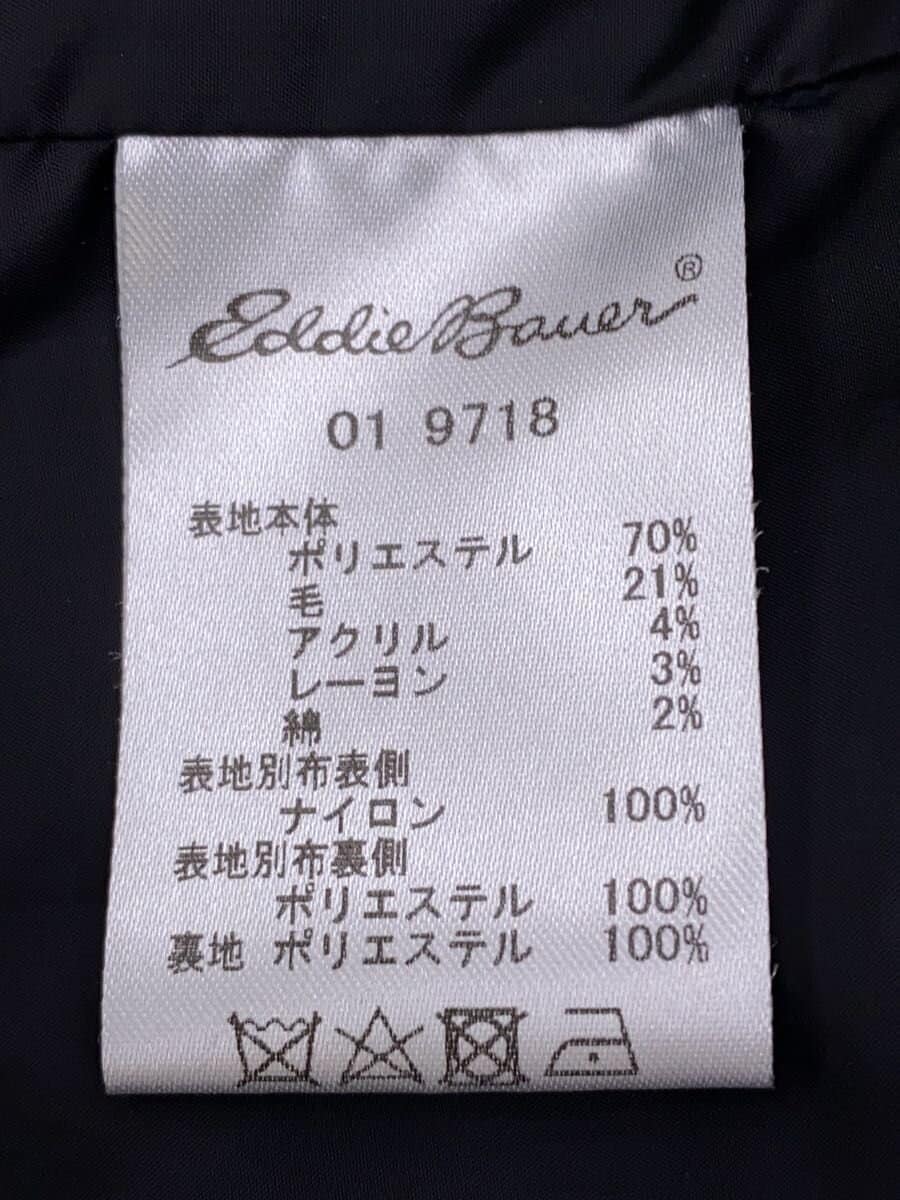 Eddie Bauer®
01 9718
表地本体
ポリエステル 70%
毛 21%
アクリル 4%
レーヨン 3%
綿 2%
表地別布表側
ナイロン 100%
表地別布裏側
ポリエステル 100%
裏地 ポリエステル 100%